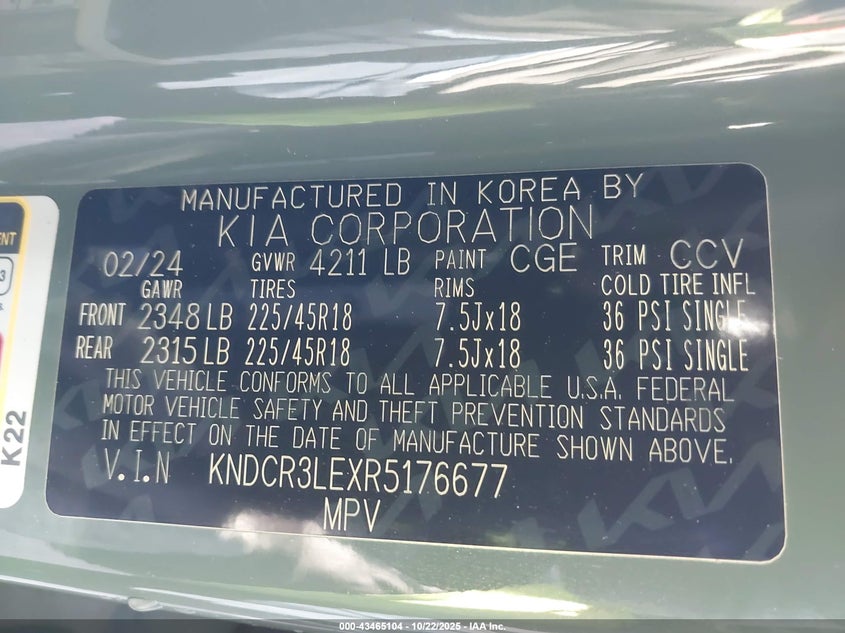 MANUFACTURED IN KOREA BY
KIA CORPORATION
02/24 GVWR 4211 LB PAINT CGE TRIM CCV
GAWR TIRES RIMS COLD TIRE INFL
FRONT 2348 LB 225/45R18 7.5Jx18 36 PSI SINGLE
REAR 2315 LB 225/45R18 7.5Jx18 36 PSI SINGLE
THIS VEHICLE CONFORMS TO ALL APPLICABLE U.S.A. FEDERAL
MOTOR VEHICLE SAFETY AND THEFT PREVENTION STANDARDS
IN EFFECT ON THE DATE OF MANUFACTURE SHOWN ABOVE.
V.I.N KNDCR3LEXR5176677
MPV
K22
000-43465104 - 10/22/2025 - IAA Inc.